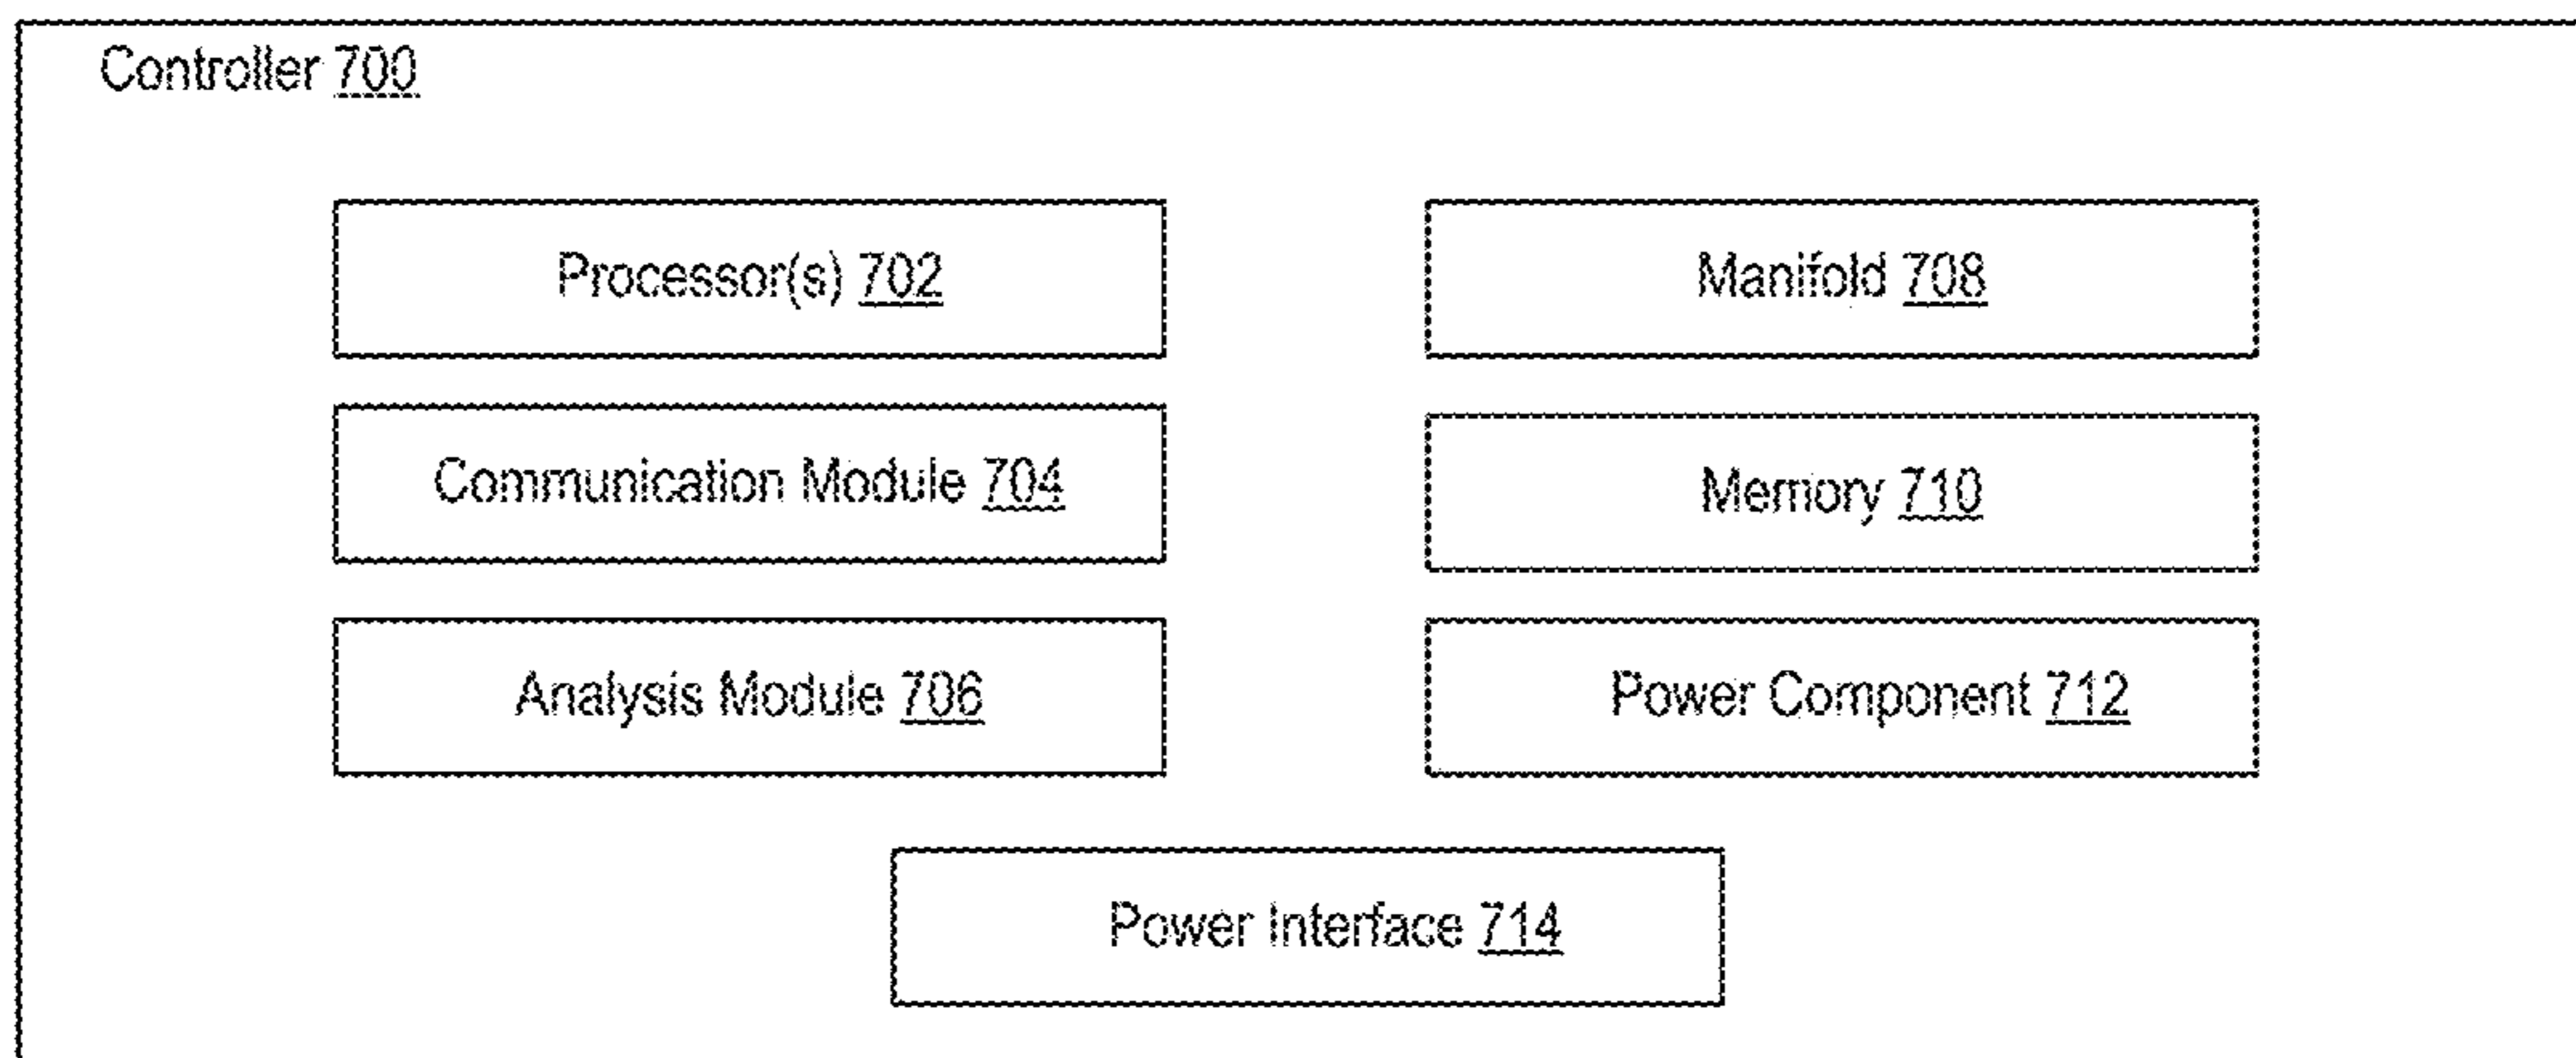 Controller 700
Processor(s) 702
Manifold 708
Communication Module 704
Memory 710
Analysis Module 706
Power Component 712
Power Interface 714